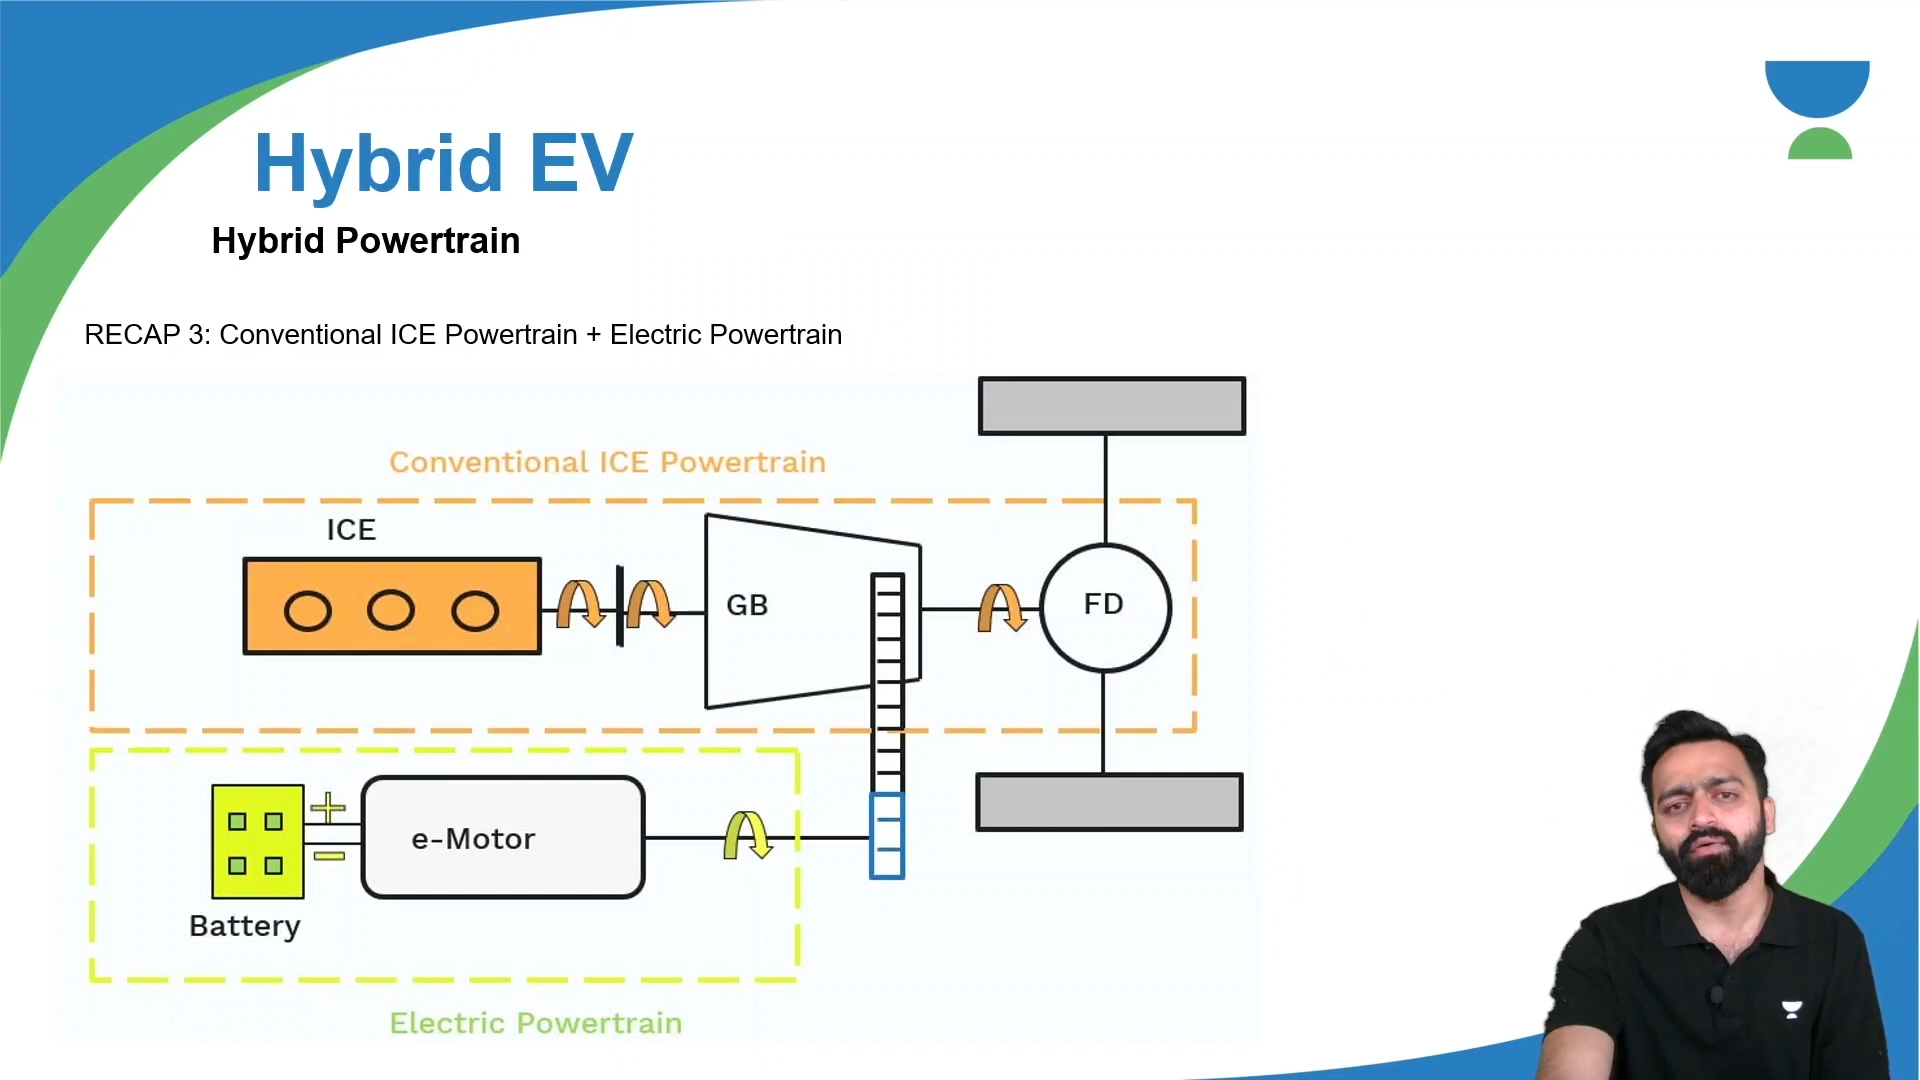 Hybrid EV
Hybrid Powertrain
RECAP 3: Conventional ICE Powertrain + Electric Powertrain
Conventional ICE Powertrain
ICE
GB
FD
+
e-Motor
−
Battery
Electric Powertrain